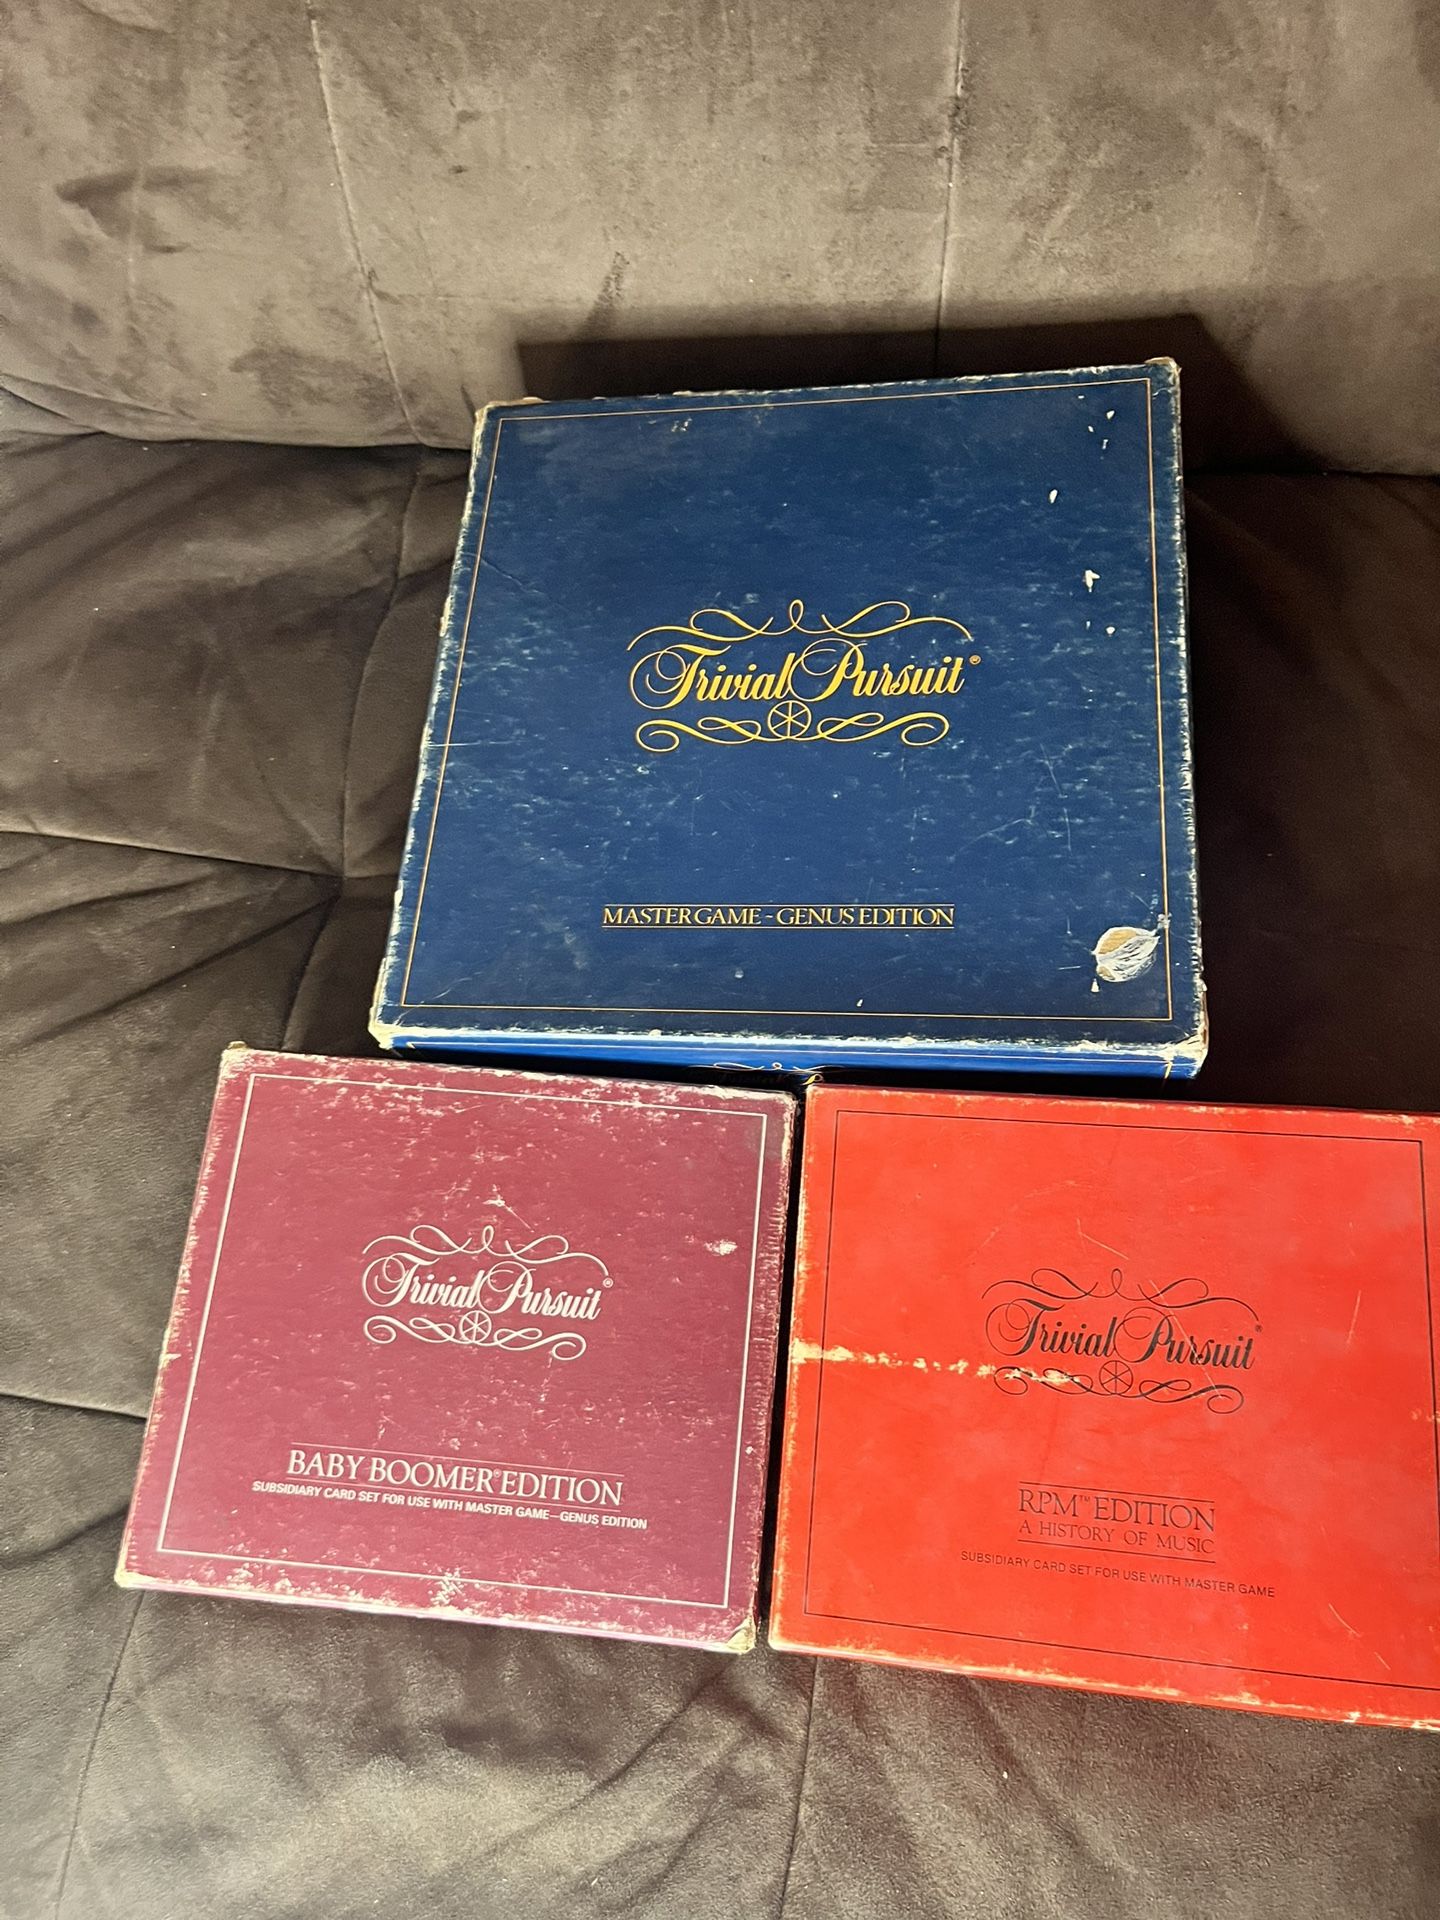 Trivial Pursuit®
MASTER GAME - GENUS EDITION
Trivial Pursuit®
BABY BOOMER® EDITION
SUBSIDIARY CARD SET FOR USE WITH MASTER GAME—GENUS EDITION
Trivial Pursuit®
RPM™ EDITION
A HISTORY OF MUSIC
SUBSIDIARY CARD SET FOR USE WITH MASTER GAME